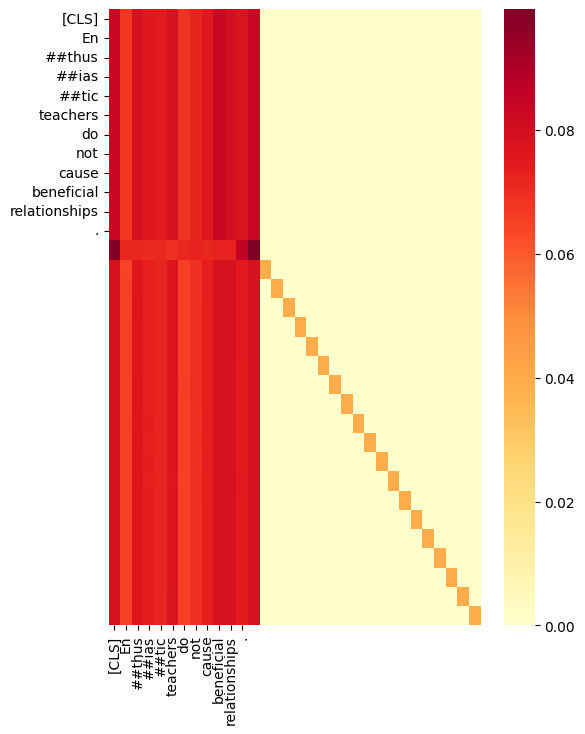 [CLS]
En
##thus
##ias
##tic
teachers
do
not
cause
beneficial
relationships
.
[CLS]
En
##thus
##ias
##tic
teachers
do
not
cause
beneficial
relationships
.
0.08
0.06
0.04
0.02
0.00